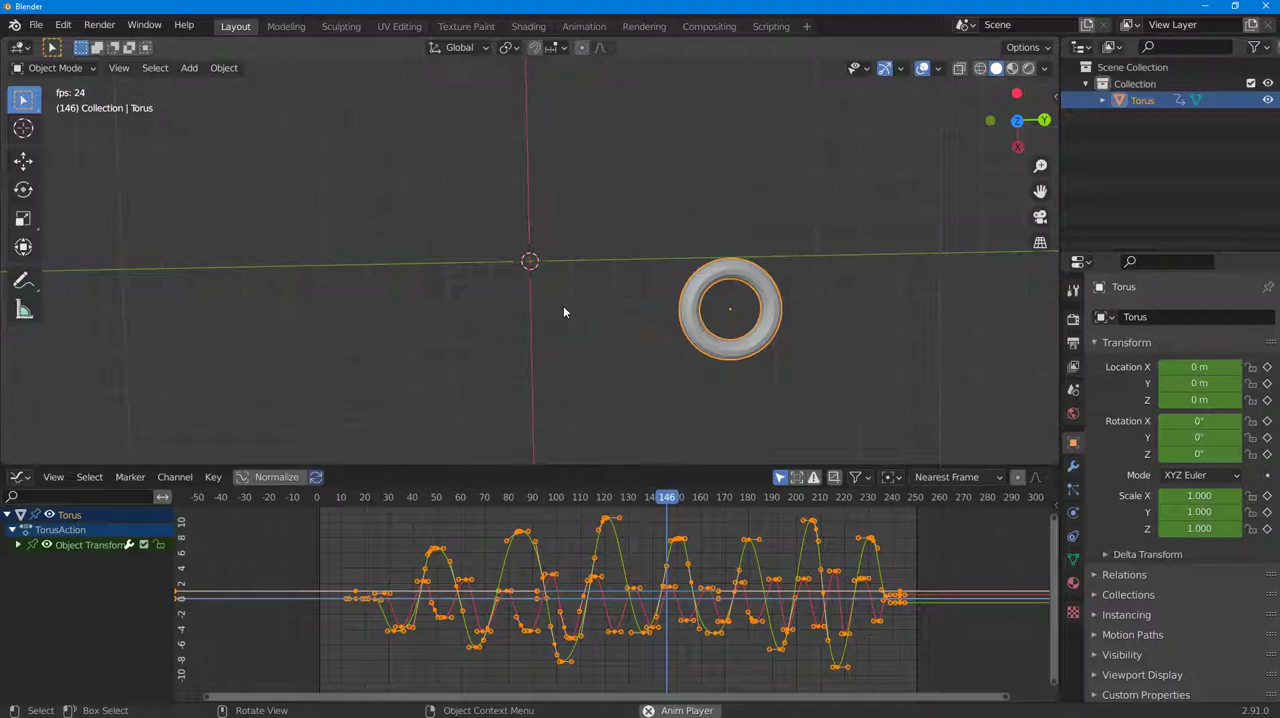 Blender
File Edit Render Window Help Layout Modeling Sculpting UV Editing Texture Paint Shading Animation Rendering Compositing Scripting + Scene View Layer
Global Options
Object Mode View Select Add Object
Scene Collection
Collection
Torus
fps: 24
(146) Collection | Torus
Z Y X
Torus
Torus
Transform
Location X 0 m
Y 0 m
Z 0 m
Rotation X 0°
Y 0°
Z 0°
Mode XYZ Euler
Scale X 1.000
Y 1.000
Z 1.000
Delta Transform
Relations
Collections
Instancing
Motion Paths
Visibility
Viewport Display
Custom Properties
View Select Marker Channel Key Normalize Nearest Frame
-50 -40 -30 -20 -10 0 10 20 30 40 50 60 70 80 90 100 110 120 130 146 160 170 180 190 200 210 220 230 240 250 260 270 280 290 300
Torus
TorusAction
Object Transform
10
8
6
4
2
0
-2
-4
-6
-8
-10
Select Box Select Rotate View Object Context Menu Anim Player 2.91.0